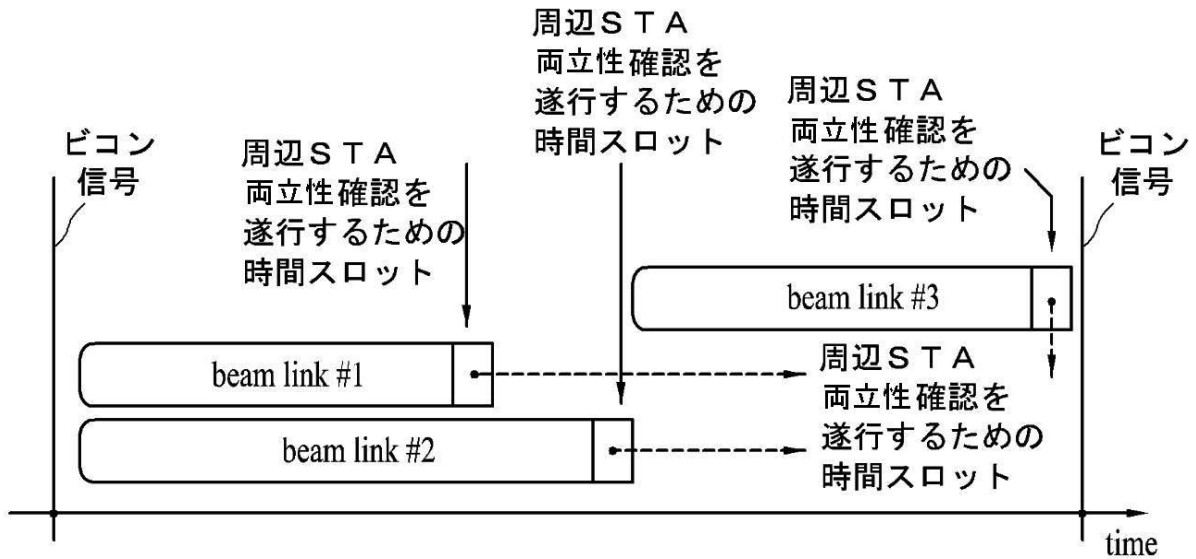 周辺ＳＴＡ
両立性確認を
遂行するための
時間スロット
周辺ＳＴＡ
両立性確認を
遂行するための
時間スロット
ビコン
信号
周辺ＳＴＡ
両立性確認を
遂行するための
時間スロット
ビコン
信号
beam link #3
beam link #1
周辺ＳＴＡ
両立性確認を
遂行するための
時間スロット
beam link #2
time